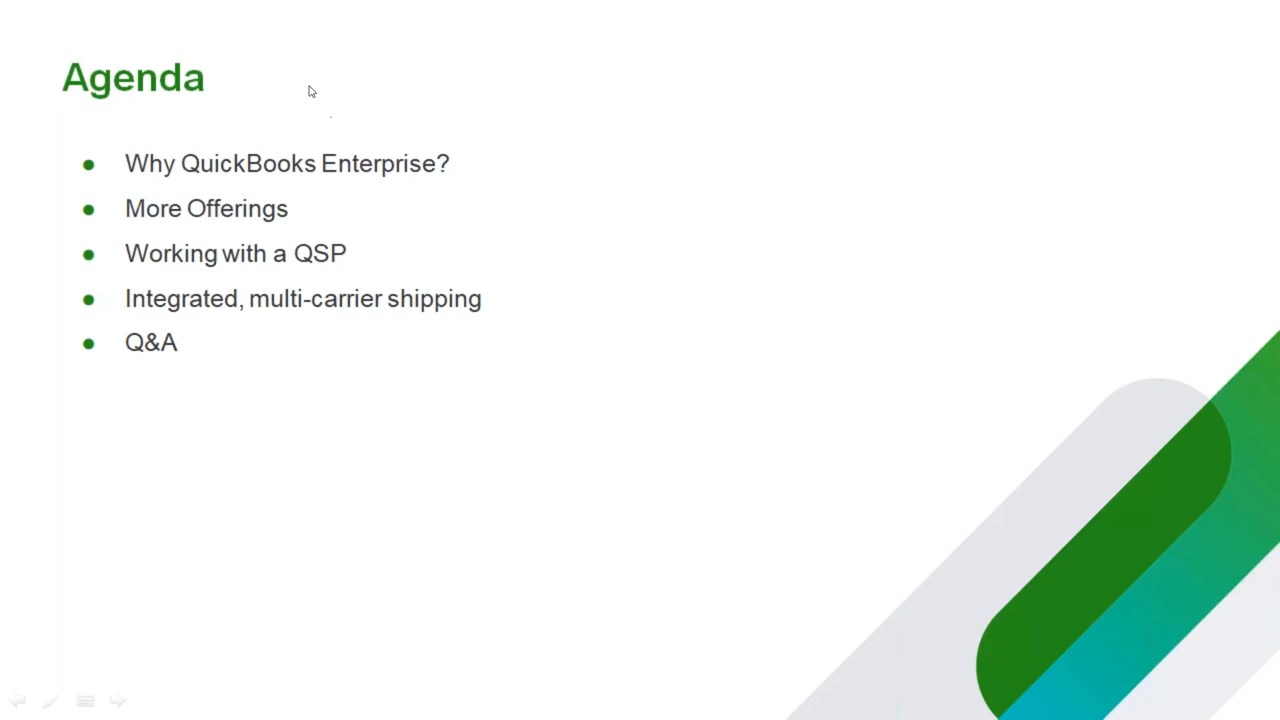 Agenda
Why QuickBooks Enterprise?
More Offerings
Working with a QSP
Integrated, multi-carrier shipping
Q&A